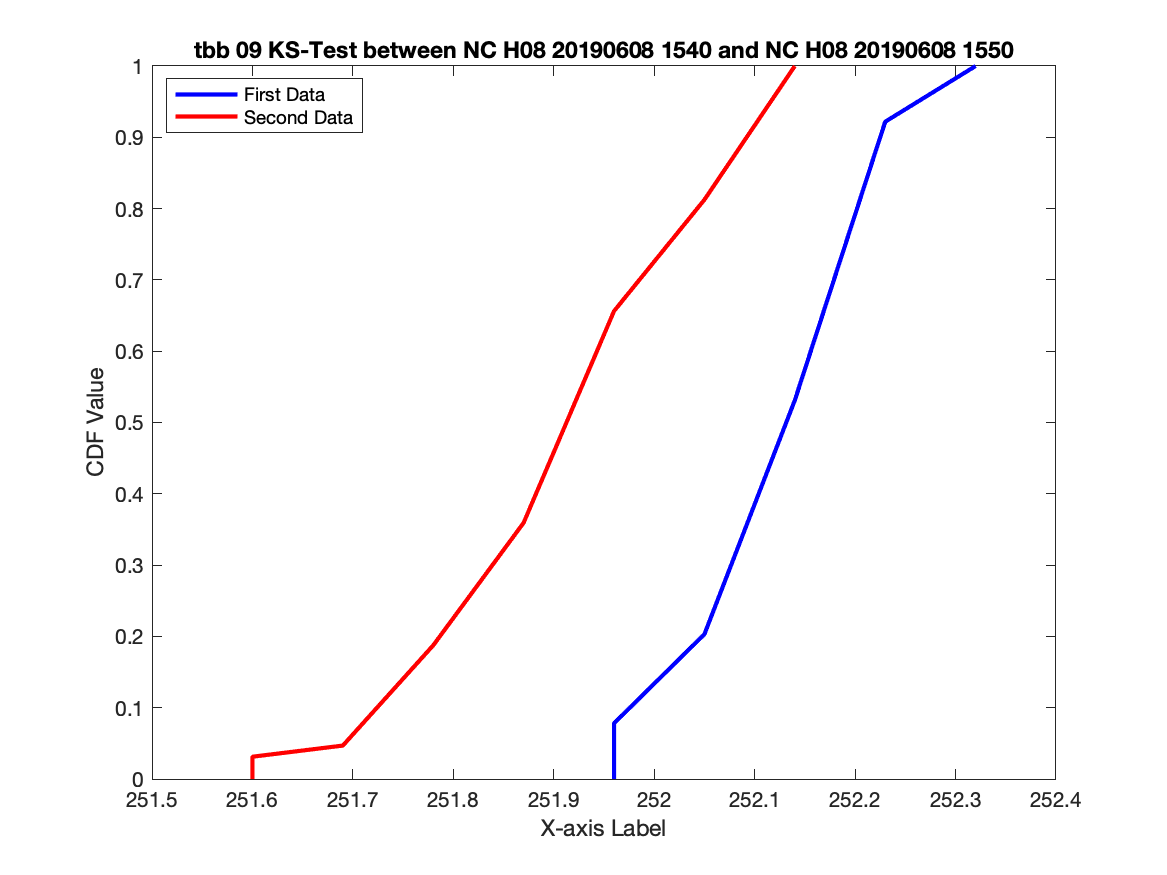 tbb 09 KS-Test between NC H08 20190608 1540 and NC H08 20190608 1550
First Data
Second Data
1
0.9
0.8
0.7
0.6
0.5
0.4
0.3
0.2
0.1
0
CDF Value
251.5 251.6 251.7 251.8 251.9 252 252.1 252.2 252.3 252.4
X-axis Label